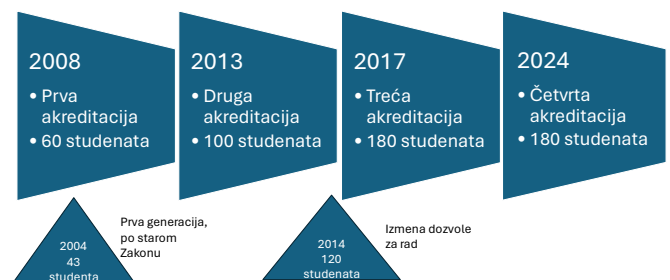 2008
• Prva
akreditacija
• 60 studenata
2013
• Druga
akreditacija
• 100 studenata
2017
• Treća
akreditacija
• 180 studenata
2024
• Četvrta
akreditacija
• 180 studenata
2004
43
studenta
Prva generacija,
po starom
Zakonu
2014
120
studenata
Izmena dozvole
za rad